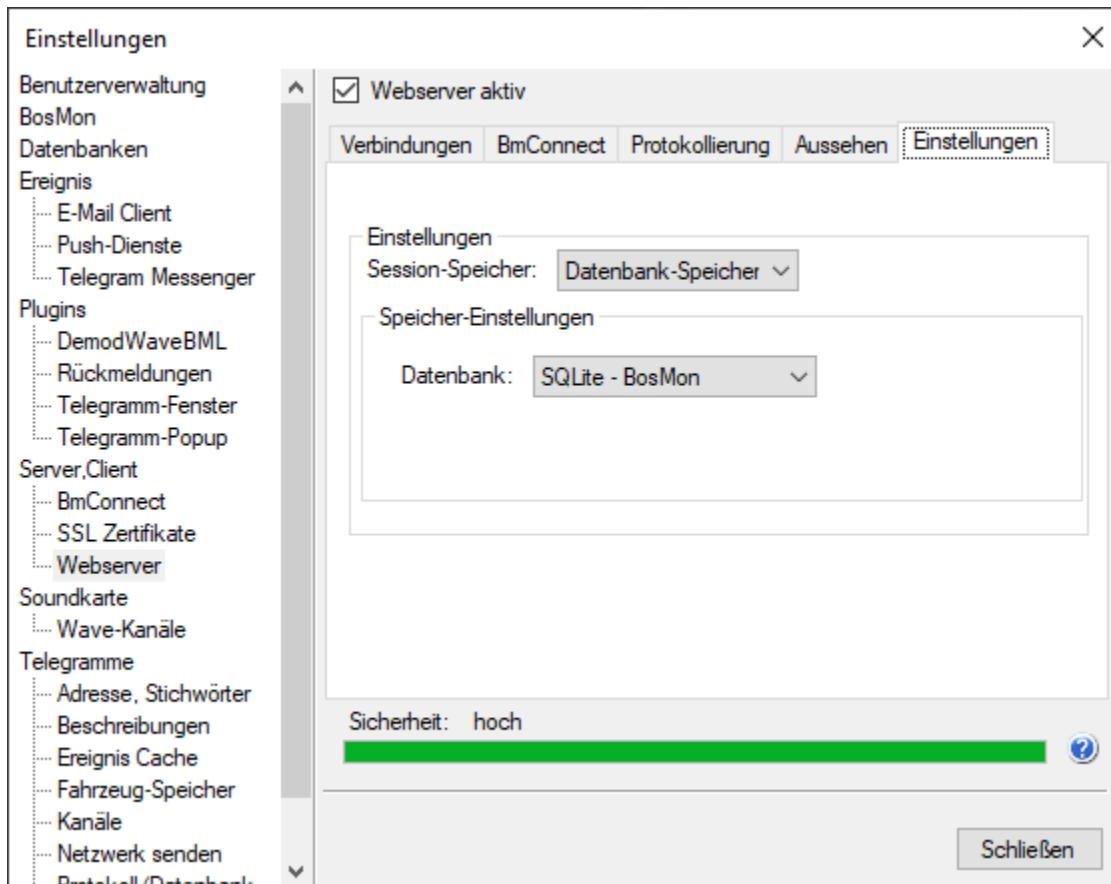 Einstellungen
Benutzerverwaltung
BosMon
Datenbanken
Ereignis
E-Mail Client
Push-Dienste
Telegram Messenger
Plugins
DemodWaveBML
Rückmeldungen
Telegramm-Fenster
Telegramm-Popup
Server,Client
BmConnect
SSL Zertifikate
Webserver
Soundkarte
Wave-Kanäle
Telegramme
Adresse, Stichwörter
Beschreibungen
Ereignis Cache
Fahrzeug-Speicher
Kanäle
Netzwerk senden
Protokoll/Datenbank
Webserver aktiv
Verbindungen BmConnect Protokollierung Aussehen Einstellungen
Einstellungen
Session-Speicher: Datenbank-Speicher
Speicher-Einstellungen
Datenbank: SQLite - BosMon
Sicherheit: hoch
Schließen